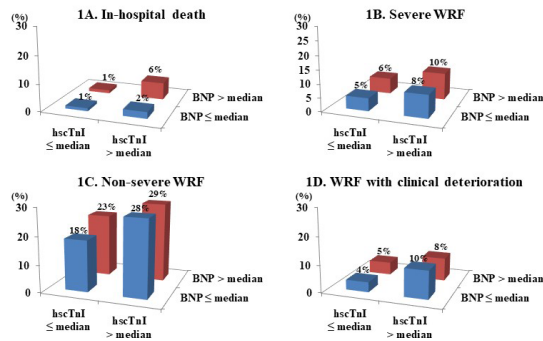 1A. In-hospital death
(%)
30
20
10
0
1%
6%
1%
2%
BNP > median
BNP ≤ median
hscTnI
≤ median
hscTnI
> median
1B. Severe WRF
(%)
30
25
20
15
10
5
0
6%
10%
5%
8%
BNP > median
BNP ≤ median
hscTnI
≤ median
hscTnI
> median
1C. Non-severe WRF
(%)
30
20
10
0
23%
29%
18%
28%
BNP > median
BNP ≤ median
hscTnI
≤ median
hscTnI
> median
1D. WRF with clinical deterioration
(%)
30
20
10
0
5%
8%
4%
10%
BNP > median
BNP ≤ median
hscTnI
≤ median
hscTnI
> median